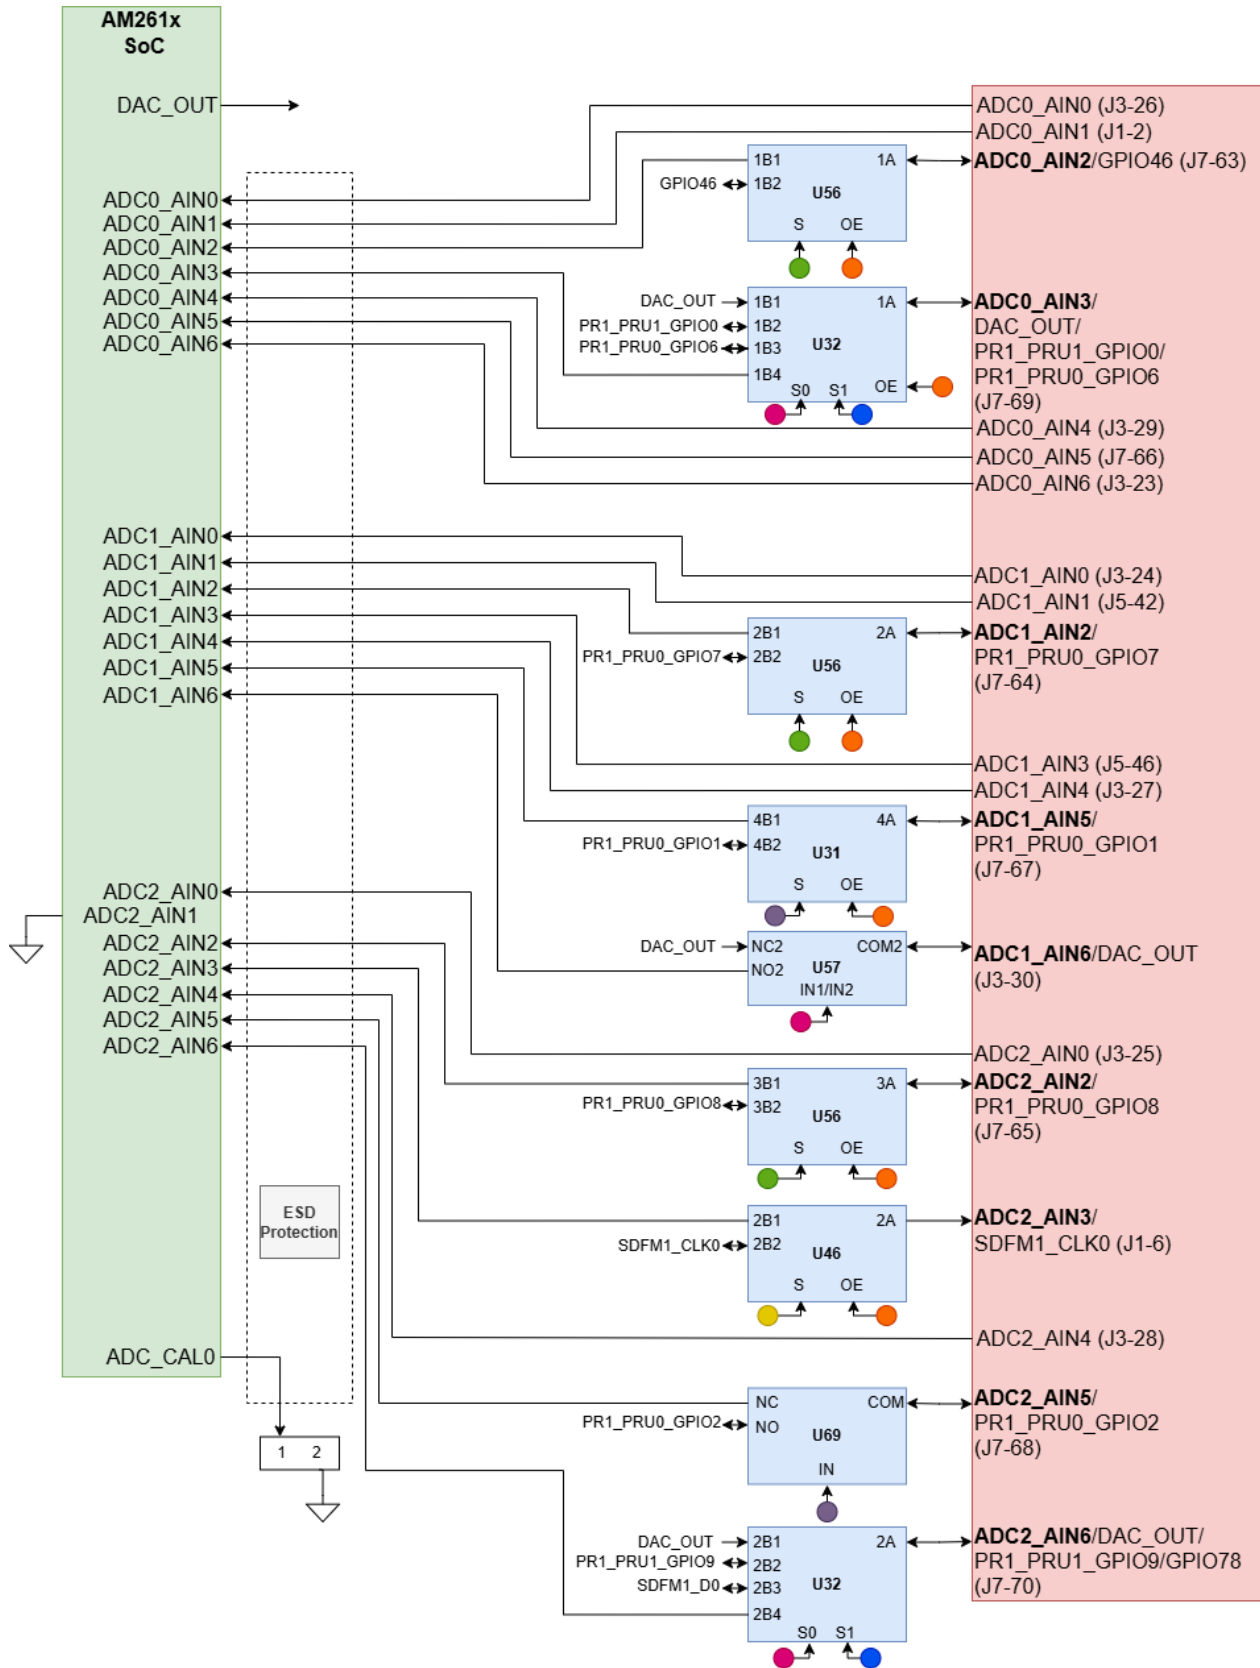 AM261x
SoC
DAC_OUT
ADC0_AIN0
ADC0_AIN1
ADC0_AIN2
ADC0_AIN3
ADC0_AIN4
ADC0_AIN5
ADC0_AIN6
ADC1_AIN0
ADC1_AIN1
ADC1_AIN2
ADC1_AIN3
ADC1_AIN4
ADC1_AIN5
ADC1_AIN6
ADC2_AIN0
ADC2_AIN1
ADC2_AIN2
ADC2_AIN3
ADC2_AIN4
ADC2_AIN5
ADC2_AIN6
ADC_CAL0
ESD
Protection
1 2
GPIO46
1B1 1A
1B2
U56
S OE
DAC_OUT
PR1_PRU1_GPIO0
PR1_PRU0_GPIO6
1B1 1A
1B2
1B3
U32
1B4
S0 S1 OE
PR1_PRU0_GPIO7
2B1 2A
2B2
U56
S OE
PR1_PRU0_GPIO1
4B1 4A
4B2
U31
S OE
DAC_OUT
NC2 COM2
NO2
U57
IN1/IN2
PR1_PRU0_GPIO8
3B1 3A
3B2
U56
S OE
SDFM1_CLK0
2B1 2A
2B2
U46
S OE
PR1_PRU0_GPIO2
NC COM
NO
U69
IN
DAC_OUT
PR1_PRU1_GPIO9
SDFM1_D0
2B1 2A
2B2
2B3
U32
2B4
S0 S1
ADC0_AIN0 (J3-26)
ADC0_AIN1 (J1-2)
ADC0_AIN2/GPIO46 (J7-63)
ADC0_AIN3/
DAC_OUT/
PR1_PRU1_GPIO0/
PR1_PRU0_GPIO6
(J7-69)
ADC0_AIN4 (J3-29)
ADC0_AIN5 (J7-66)
ADC0_AIN6 (J3-23)
ADC1_AIN0 (J3-24)
ADC1_AIN1 (J5-42)
ADC1_AIN2/
PR1_PRU0_GPIO7
(J7-64)
ADC1_AIN3 (J5-46)
ADC1_AIN4 (J3-27)
ADC1_AIN5/
PR1_PRU0_GPIO1
(J7-67)
ADC1_AIN6/DAC_OUT
(J3-30)
ADC2_AIN0 (J3-25)
ADC2_AIN2/
PR1_PRU0_GPIO8
(J7-65)
ADC2_AIN3/
SDFM1_CLK0 (J1-6)
ADC2_AIN4 (J3-28)
ADC2_AIN5/
PR1_PRU0_GPIO2
(J7-68)
ADC2_AIN6/DAC_OUT/
PR1_PRU1_GPIO9/GPIO78
(J7-70)